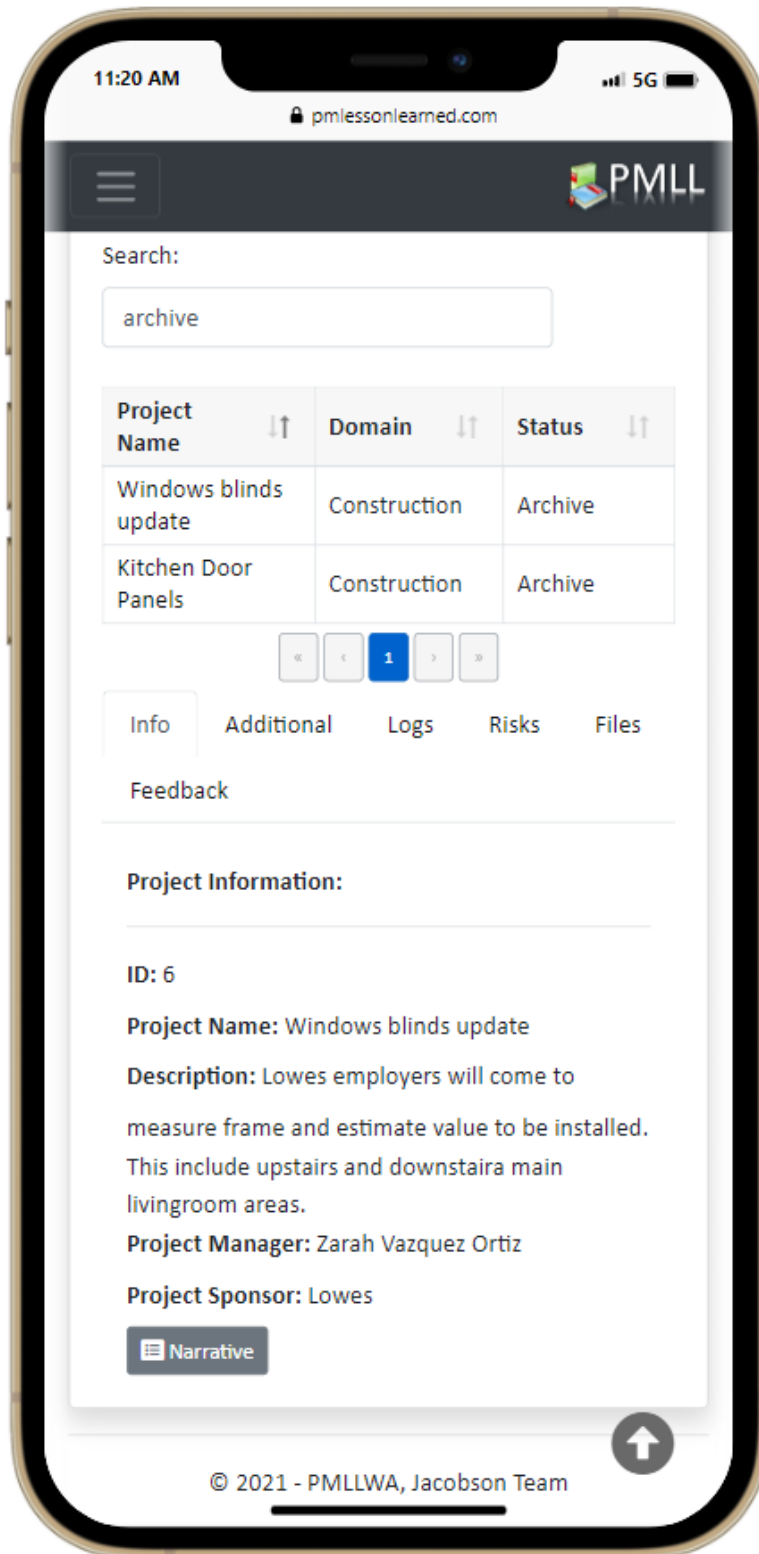 11:20 AM
5G
pmlessonlearned.com
PMLL
Search:
archive
Project Name
Domain
Status
Windows blinds update
Construction
Archive
Kitchen Door Panels
Construction
Archive
« ‹ 1 › »
Info Additional Logs Risks Files
Feedback
Project Information:
ID: 6
Project Name: Windows blinds update
Description: Lowes employers will come to
measure frame and estimate value to be installed.
This include upstairs and downstaira main
livingroom areas.
Project Manager: Zarah Vazquez Ortiz
Project Sponsor: Lowes
Narrative
© 2021 - PMLLWA, Jacobson Team